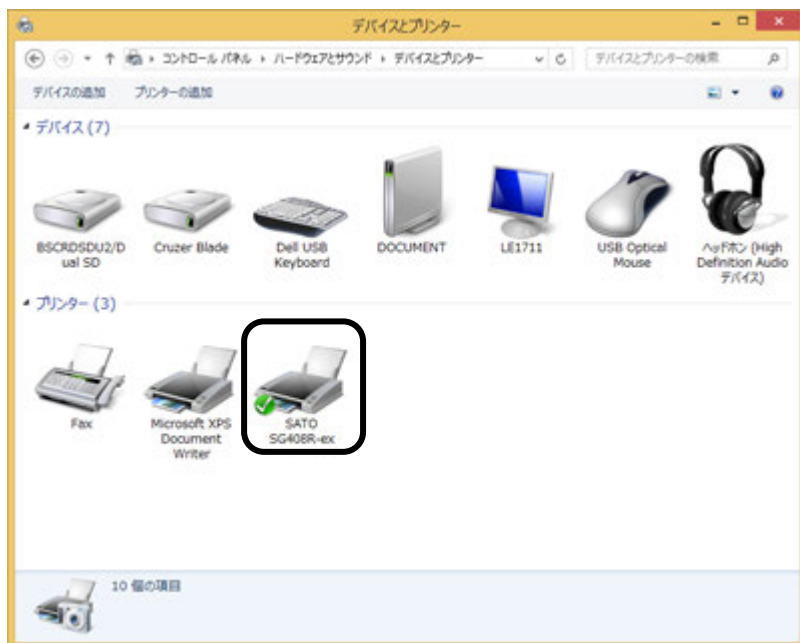 デバイスとプリンター
コントロール パネル ▸ ハードウェアとサウンド ▸ デバイスとプリンター
デバイスとプリンターの検索
デバイスの追加 プリンターの追加
デバイス (7)
BSCRDSDU2/D
ual SD
Cruzer Blade
Dell USB
Keyboard
DOCUMENT
LE1711
USB Optical
Mouse
ヘッドホン (High
Definition Audio
デバイス)
プリンター (3)
Fax
Microsoft XPS
Document
Writer
SATO
SG408R-ex
10 個の項目